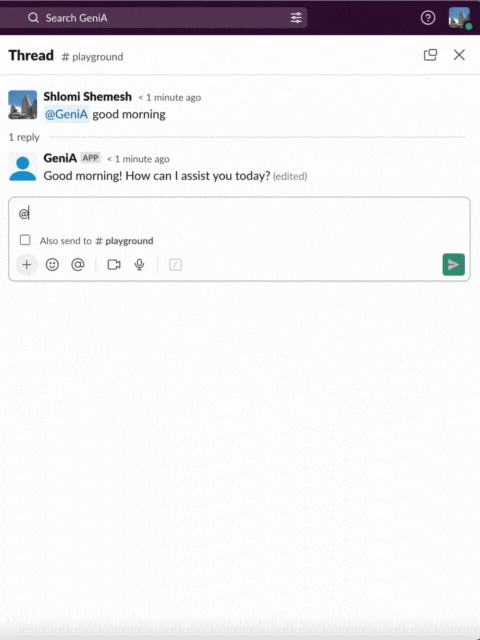 Search GeniA
Thread # playground
Shlomi Shemesh < 1 minute ago
@GeniA good morning
1 reply
GeniA APP < 1 minute ago
Good morning! How can I assist you today? (edited)
@
Also send to # playground